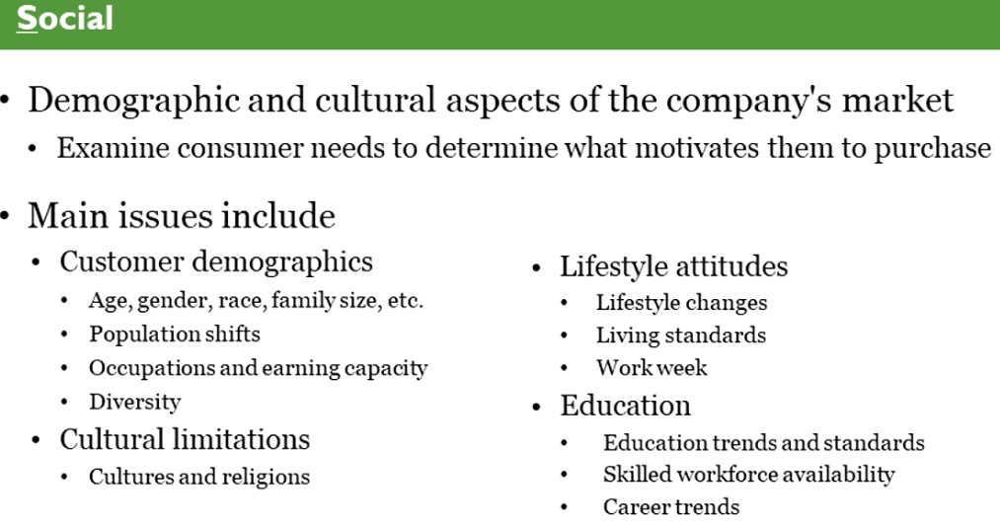 Social
• Demographic and cultural aspects of the company's market
• Examine consumer needs to determine what motivates them to purchase
• Main issues include
• Customer demographics
• Age, gender, race, family size, etc.
• Population shifts
• Occupations and earning capacity
• Diversity
• Cultural limitations
• Cultures and religions
• Lifestyle attitudes
• Lifestyle changes
• Living standards
• Work week
• Education
• Education trends and standards
• Skilled workforce availability
• Career trends